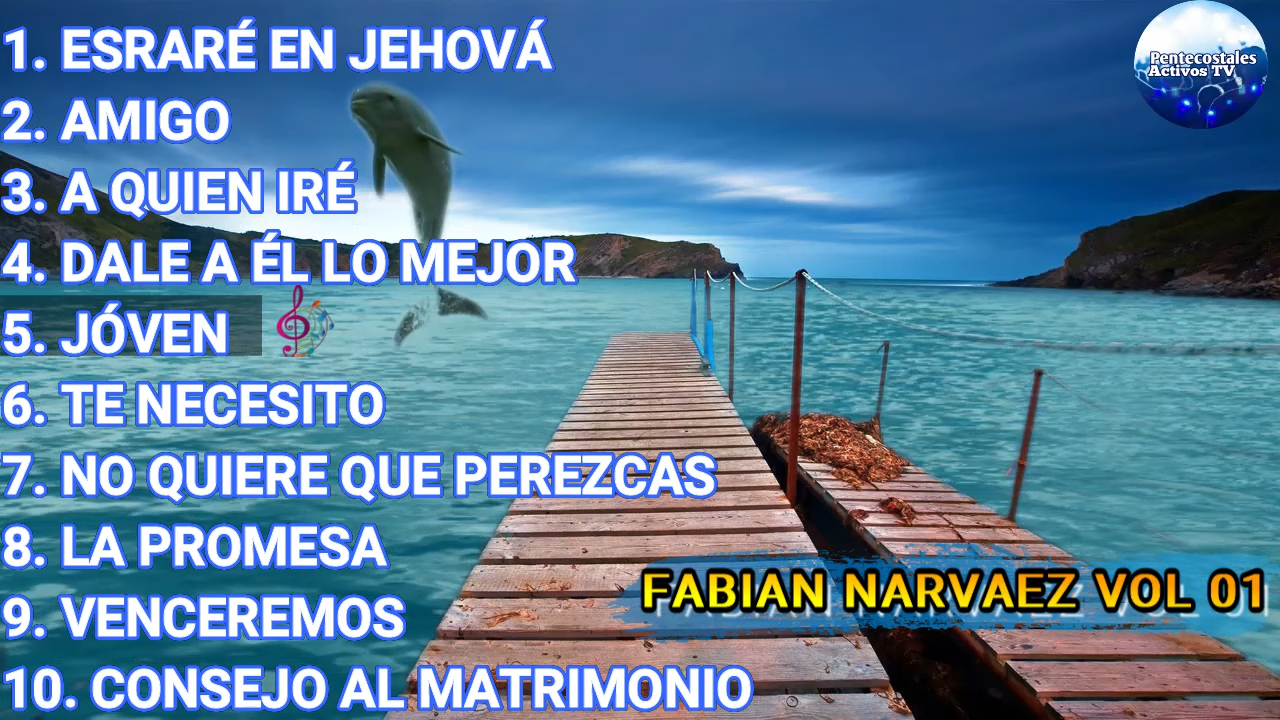 1. ESRARÉ EN JEHOVÁ
2. AMIGO
3. A QUIEN IRÉ
4. DALE A ÉL LO MEJOR
5. JÓVEN
6. TE NECESITO
7. NO QUIERE QUE PEREZCAS
8. LA PROMESA
9. VENCEREMOS
10. CONSEJO AL MATRIMONIO
Pentecostales
Activos TV
FABIAN NARVAEZ VOL 01